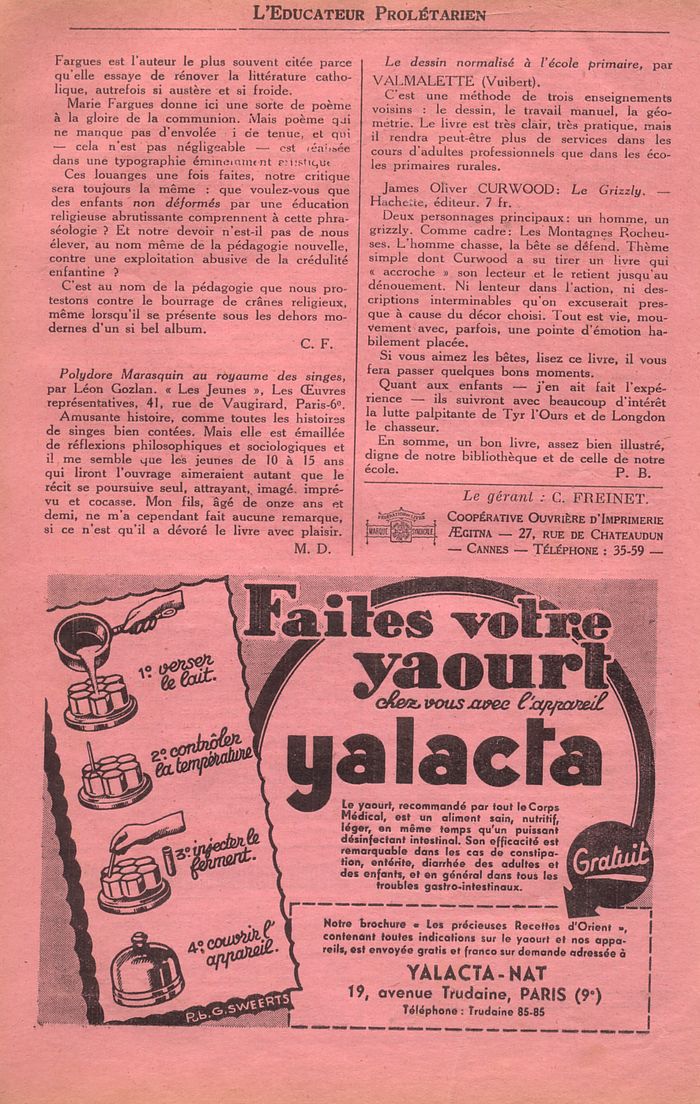 L'Educateur Prolétarien
Fargues est l'auteur le plus souvent citée parce
qu'elle essaye de rénover la littérature catho-
lique, autrefois si austère et si froide.
Marie Fargues donne ici une sorte de poème
à la gloire de la communion. Mais poème qui
ne manque pas d'envolée ni de tenue, et qui
— cela n'est pas négligeable — est réalisée
dans une typographie éminemment artistique
Ces louanges une fois faites, notre critique
sera toujours la même : que voulez-vous que
des enfants non déformés par une éducation
religieuse abrutissante comprennent à cette phra-
séologie ? Et notre devoir n'est-il pas de nous
élever, au nom même de la pédagogie nouvelle,
contre une exploitation abusive de la crédulité
enfantine ?
C'est au nom de la pédagogie que nous pro-
testons contre le bourrage de crânes religieux,
même lorsqu'il se présente sous les dehors mo-
dernes d'un si bel album.
C. F.
Polydore Marasquin au royaume des singes,
par Léon Gozlan. « Les Jeunes », Les Œuvres
représentatives, 41, rue de Vaugirard, Paris-6e.
Amusante histoire, comme toutes les histoires
de singes bien contées. Mais elle est émaillée
de réflexions philosophiques et sociologiques et
il me semble que les jeunes de 10 à 15 ans
qui liront l'ouvrage aimeraient autant que le
récit se poursuive seul, attrayant, imagé, impré-
vu et cocasse. Mon fils, âgé de onze ans et
demi, ne m'a cependant fait aucune remarque,
si ce n'est qu'il a dévoré le livre avec plaisir.
M. D.
Le dessin normalisé à l'école primaire, par
VALMALETTE (Vuibert).
C'est une méthode de trois enseignements
voisins : le dessin, le travail manuel, la géo-
metrie. Le livre est très clair, très pratique, mais
il rendra peut-être plus de services dans les
cours d'adultes professionnels que dans les éco-
les primaires rurales.
James Oliver CURWOOD : Le Grizzly. —
Hachette, éditeur. 7 fr.
Deux personnages principaux : un homme, un
grizzly. Comme cadre : Les Montagnes Rocheu-
ses. L'homme chasse, la bête se défend. Thème
simple dont Curwood a su tirer un livre qui
« accroche » son lecteur et le retient jusqu'au
dénouement. Ni lenteur dans l'action, ni des-
criptions interminables qu'on excuserait pres-
que à cause du décor choisi. Tout est vie, mou-
vement avec, parfois, une pointe d'émotion ha-
bilement placée.
Si vous aimez les bêtes, lisez ce livre, il vous
fera passer quelques bons moments.
Quant aux enfants — j'en ait fait l'expé-
rience — ils suivront avec beaucoup d'intérêt
la lutte palpitante de Tyr l'Ours et de Longdon
le chasseur.
En somme, un bon livre, assez bien illustré,
digne de notre bibliothèque et de celle de notre
école.
P. B.
Le gérant : C. FREINET.
MARQUE SYNDICALE
Coopérative Ouvrière d'Imprimerie
Ægitna — 27, rue de Chateaudun
— Cannes — Téléphone : 35-59 —
Faites votre
yaourt
chez vous avec l'appareil
yalacta
1º verser
le lait.
2º contrôler
la température
3º injecter le
ferment.
4º couvrir l'
appareil.
Pub. G. SWEERTS
Le yaourt, recommandé par tout le Corps
Médical, est un aliment sain, nutritif,
léger, en même temps qu'un puissant
désinfectant intestinal. Son efficacité est
remarquable dans les cas de constipa-
tion, entérite, diarrhée des adultes et
des enfants, et en général dans tous les
troubles gastro-intestinaux.
Gratuit
Notre brochure « Les précieuses Recettes d'Orient »,
contenant toutes indications sur le yaourt et nos appa-
reils, est envoyée gratis et franco sur demande adressée à
YALACTA-NAT
19, avenue Trudaine, PARIS (9e)
Téléphone : Trudaine 85-85